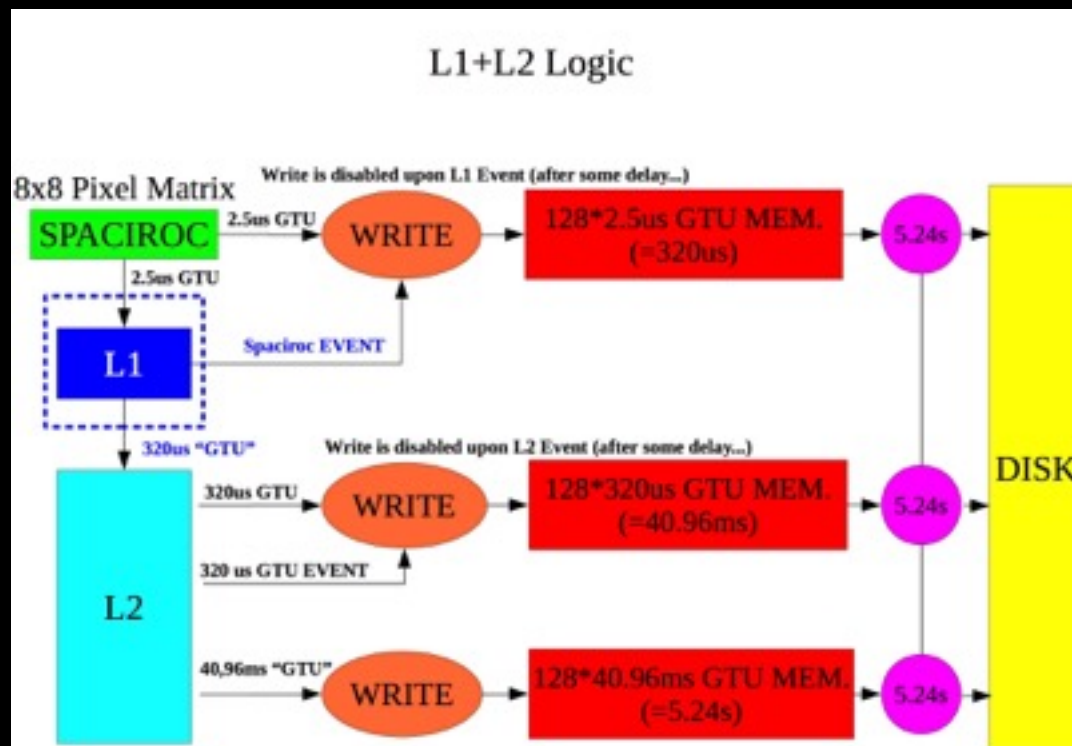 L1+L2 Logic
Write is disabled upon L1 Event (after some delay...)
8x8 Pixel Matrix
SPACIROC
2.5us GTU
WRITE
128*2.5us GTU MEM.
(=320us)
5.24s
2.5us GTU
L1
Spaciroc EVENT
320us “GTU”
Write is disabled upon L2 Event (after some delay...)
320us GTU
WRITE
128*320us GTU MEM.
(=40.96ms)
5.24s
DISK
320 us GTU EVENT
L2
40,96ms “GTU”
WRITE
128*40.96ms GTU MEM.
(=5.24s)
5.24s